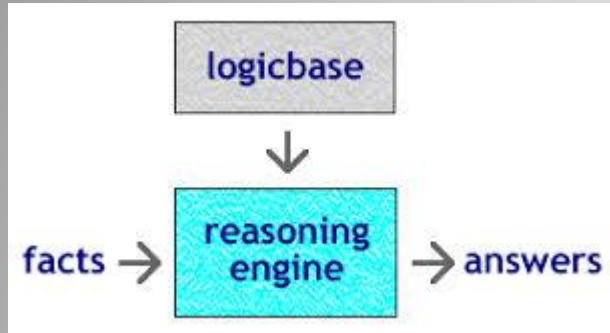 logicbase
facts
reasoning
engine
answers